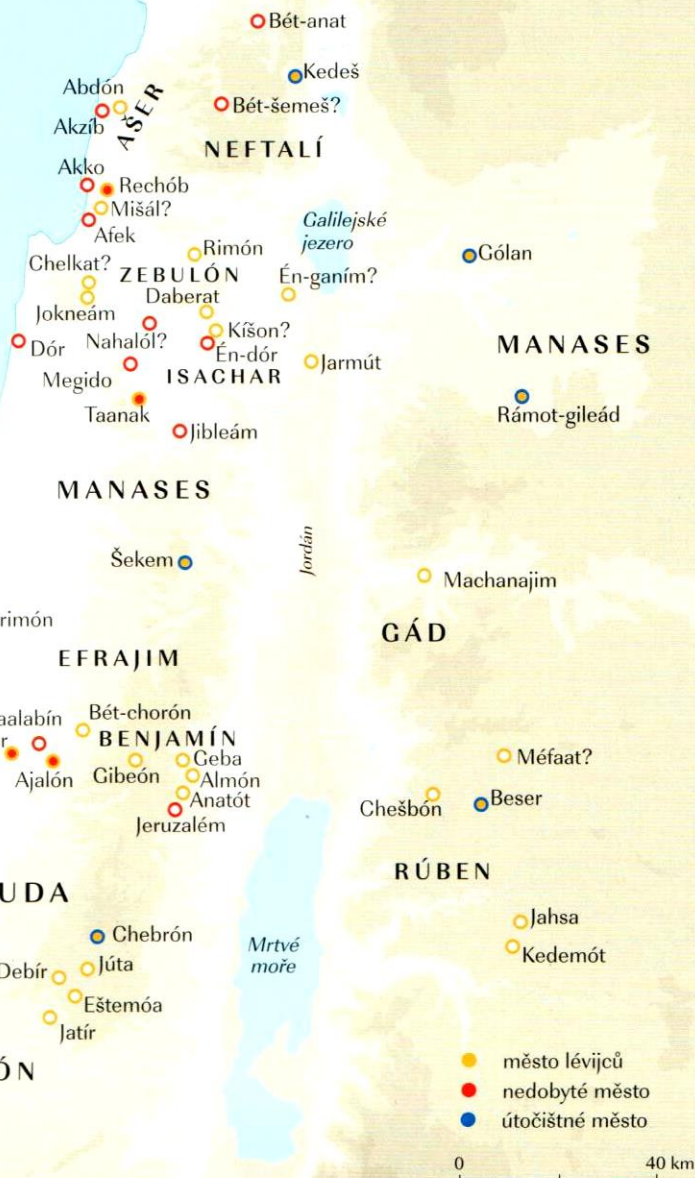 Bét-anat
Kedeš
Abdón
Akzíb
AŠER
Bét-šemeš?
NEFTALÍ
Akko
Rechób
Mišál?
Afek
Galilejské
jezero
Rimón
Gólan
Chelkat?
ZEBULÓN
Én-ganím?
Daberat
Jokneám
Kíšon?
Nahalól?
Dór
Én-dór
MANASES
Jarmút
Megido
ISACHAR
Taanak
Rámot-gileád
Jibleám
MANASES
Jordán
Šekem
Machanajim
rimón
GÁD
EFRAJIM
aalabín
Bét-chorón
r
BENJAMÍN
Geba
Méfaat?
Ajalón
Gibeón
Almón
Anatót
Chešbón
Beser
Jeruzalém
RÚBEN
UDA
Jahsa
Chebrón
Mrtvé
moře
Kedemót
Debír
Júta
Eštemóa
Jatír
ÓN
město lévijců
nedobyté město
útočištné město
0 40 km